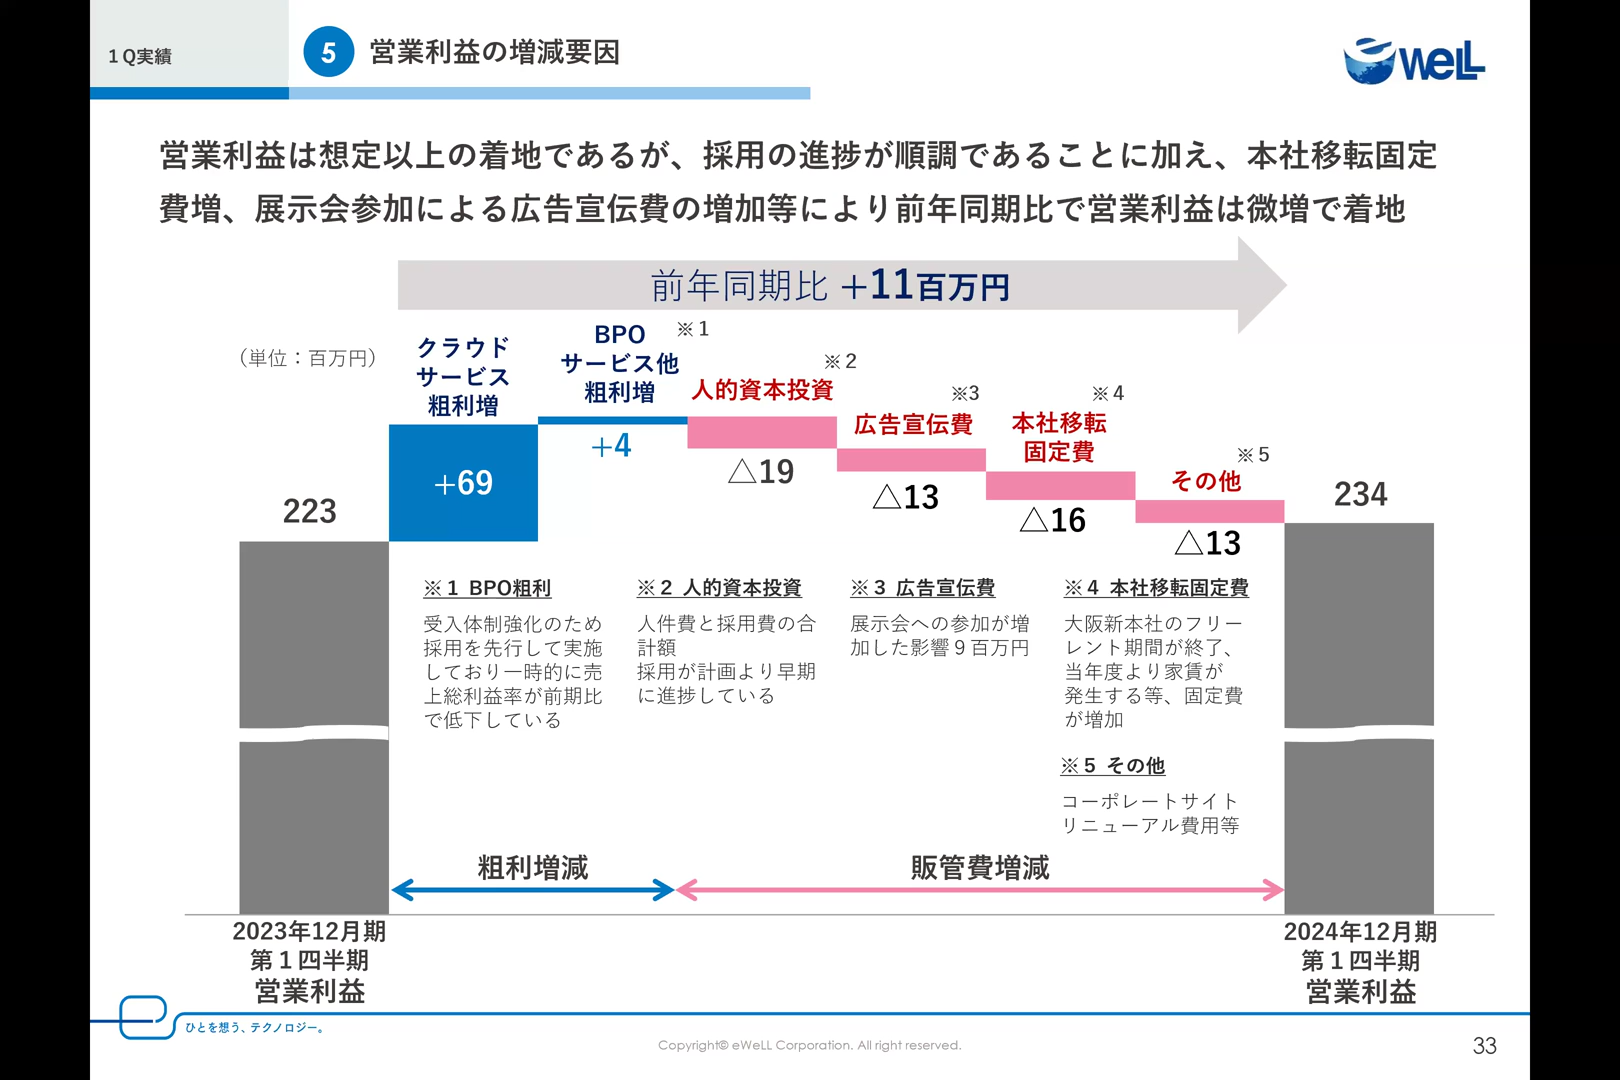 １Q実績
5 営業利益の増減要因
eWeLL
営業利益は想定以上の着地であるが、採用の進捗が順調であることに加え、本社移転固定
費増、展示会参加による広告宣伝費の増加等により前年同期比で営業利益は微増で着地
前年同期比 +11百万円
（単位：百万円）
クラウド
サービス
粗利増
BPO
サービス他
粗利増
※１
人的資本投資
※２
広告宣伝費
※3
本社移転
固定費
※４
その他
※５
223
+69
+4
△19
△13
△16
△13
234
※１ BPO粗利
受入体制強化のため
採用を先行して実施
しており一時的に売
上総利益率が前期比
で低下している
※２ 人的資本投資
人件費と採用費の合
計額
採用が計画より早期
に進捗している
※３ 広告宣伝費
展示会への参加が増
加した影響９百万円
※４ 本社移転固定費
大阪新本社のフリー
レント期間が終了、
当年度より家賃が
発生する等、固定費
が増加
※５ その他
コーポレートサイト
リニューアル費用等
粗利増減
販管費増減
2023年12月期
第１四半期
営業利益
2024年12月期
第１四半期
営業利益
ひとを想う、テクノロジー。
Copyright© eWeLL Corporation. All right reserved.
33